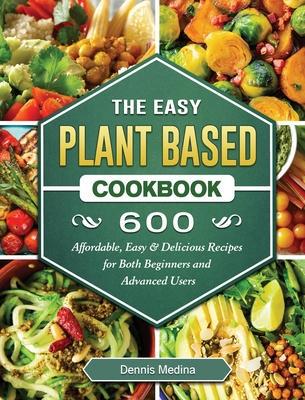 THE EASY
PLANT BASED
COOKBOOK
600
Affordable, Easy & Delicious Recipes
for Both Beginners and
Advanced Users
Dennis Medina